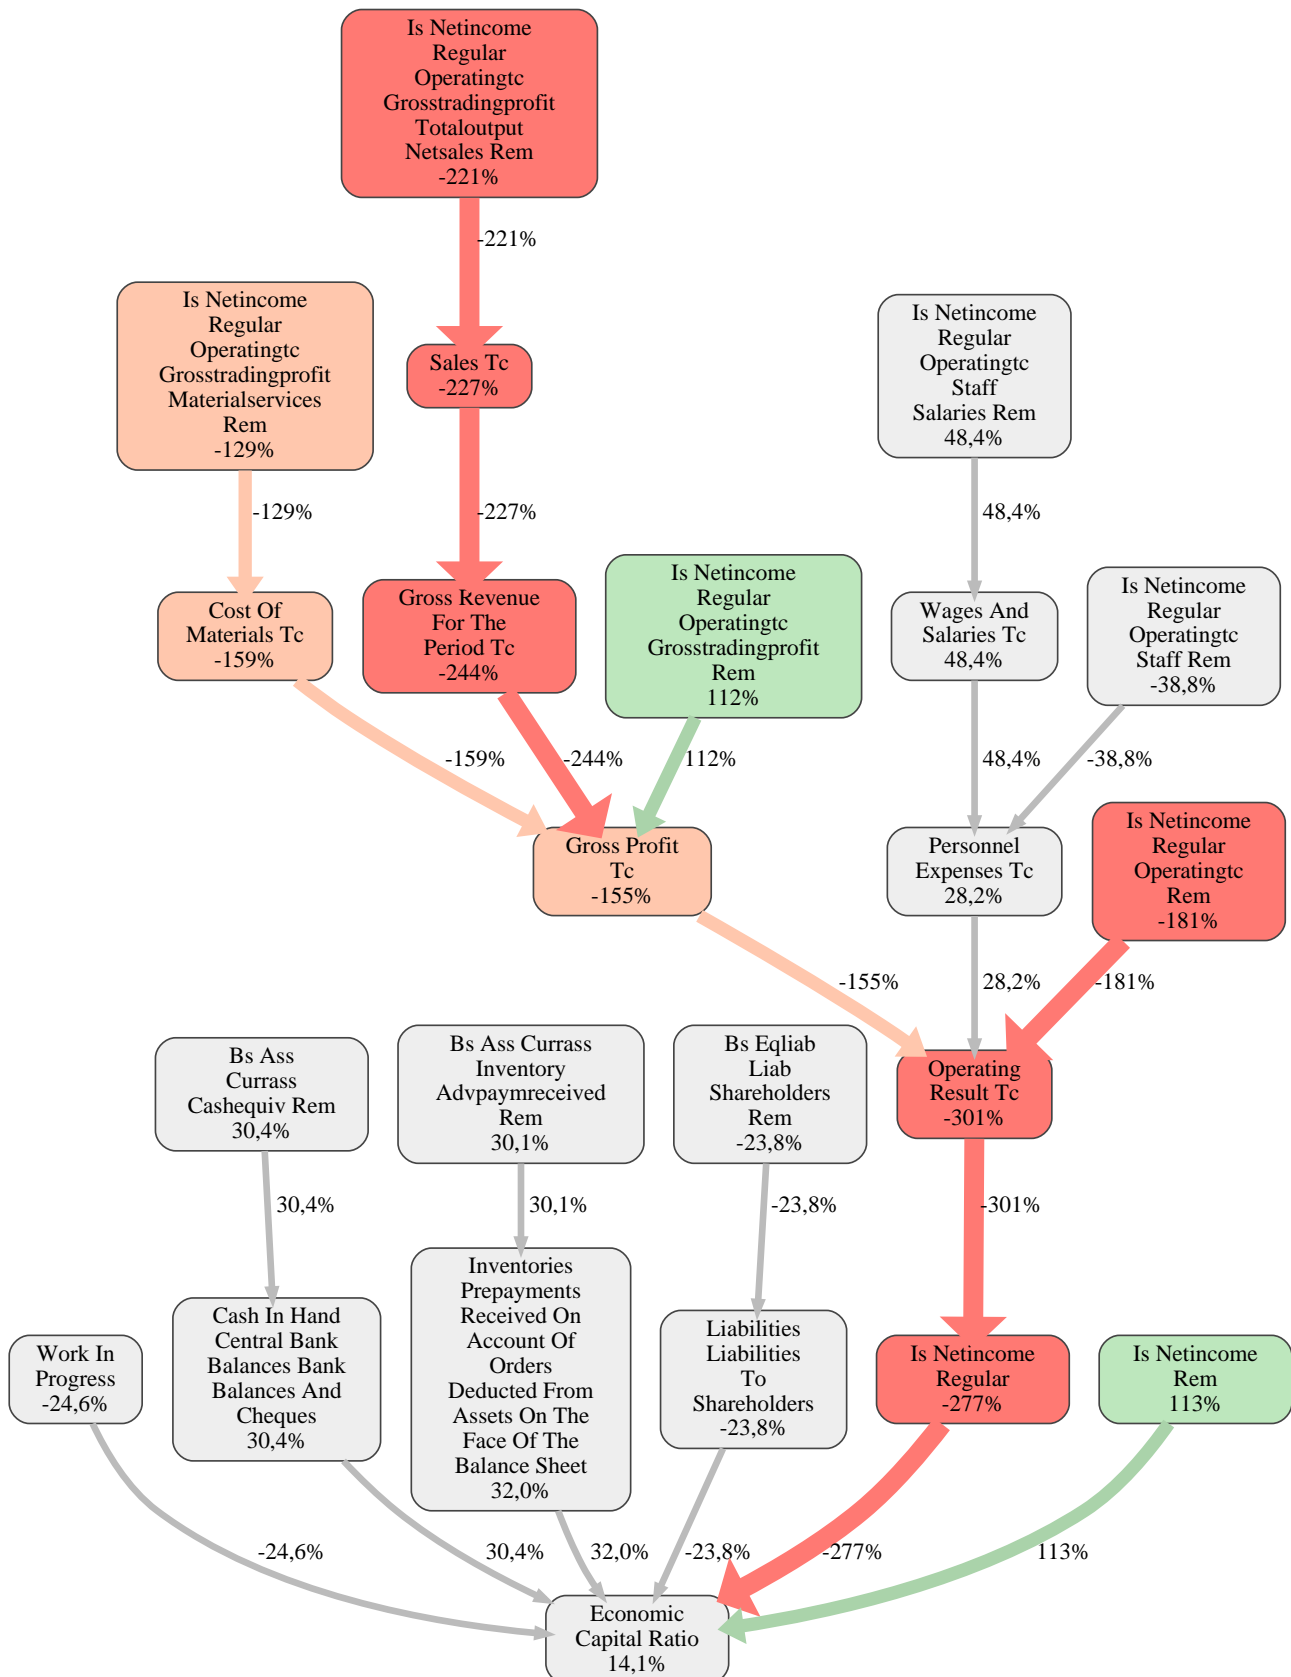 Is Netincome
Regular
Operatingtc
Grosstradingprofit
Totaloutput
Netsales Rem
-221%
-221%
Is Netincome
Regular
Operatingtc
Grosstradingprofit
Materialservices
Rem
-129%
Sales Tc
-227%
Is Netincome
Regular
Operatingtc
Staff
Salaries Rem
48,4%
-129%
-227%
48,4%
Cost Of
Materials Tc
-159%
Gross Revenue
For The
Period Tc
-244%
Is Netincome
Regular
Operatingtc
Grosstradingprofit
Rem
112%
Wages And
Salaries Tc
48,4%
Is Netincome
Regular
Operatingtc
Staff Rem
-38,8%
-159%
-244%
112%
48,4%
-38,8%
Gross Profit
Tc
-155%
Personnel
Expenses Tc
28,2%
Is Netincome
Regular
Operatingtc
Rem
-181%
-155%
28,2%
-181%
Bs Ass
Currass
Cashequiv Rem
30,4%
Bs Ass Currass
Inventory
Advpaymreceived
Rem
30,1%
Bs Eqliab
Liab
Shareholders
Rem
-23,8%
Operating
Result Tc
-301%
30,4%
30,1%
-23,8%
-301%
Work In
Progress
-24,6%
Cash In Hand
Central Bank
Balances Bank
Balances And
Cheques
30,4%
Inventories
Prepayments
Received On
Account Of
Orders
Deducted From
Assets On The
Face Of The
Balance Sheet
32,0%
Liabilities
Liabilities
To
Shareholders
-23,8%
Is Netincome
Regular
-277%
Is Netincome
Rem
113%
-24,6%
30,4%
32,0%
-23,8%
-277%
113%
Economic
Capital Ratio
14,1%